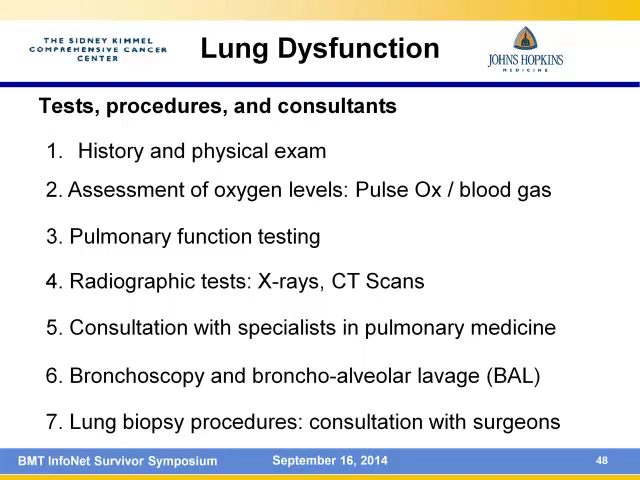 THE SIDNEY KIMMEL
COMPREHENSIVE CANCER
CENTER
Lung Dysfunction
JOHNS HOPKINS
MEDICINE
Tests, procedures, and consultants
1. History and physical exam
2. Assessment of oxygen levels: Pulse Ox / blood gas
3. Pulmonary function testing
4. Radiographic tests: X-rays, CT Scans
5. Consultation with specialists in pulmonary medicine
6. Bronchoscopy and broncho-alveolar lavage (BAL)
7. Lung biopsy procedures: consultation with surgeons
BMT InfoNet Survivor Symposium September 16, 2014 48